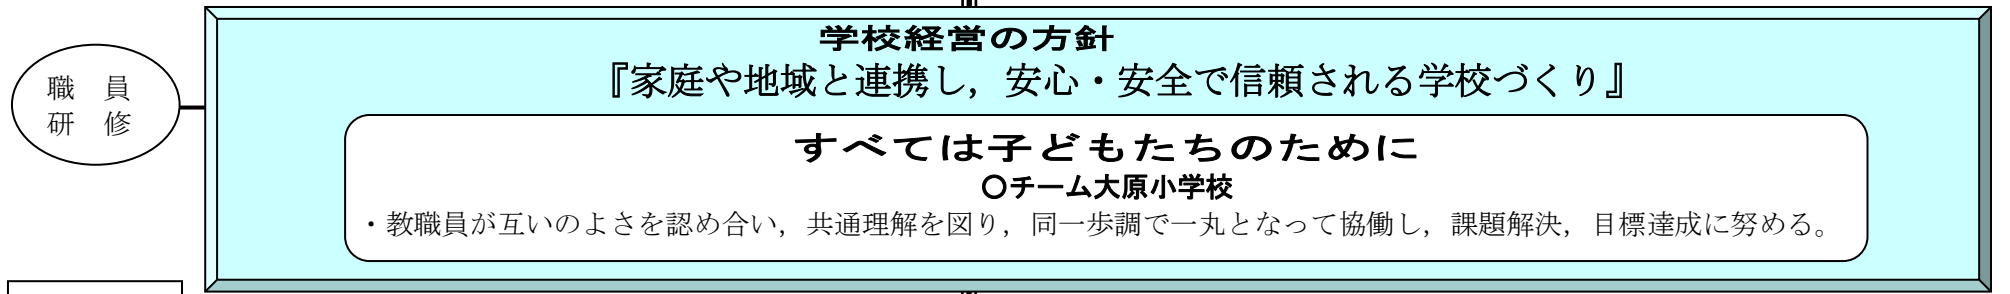 職　員
研　修
学校経営の方針
『家庭や地域と連携し，安心・安全で信頼される学校づくり』
すべては子どもたちのために
〇チーム大原小学校
・教職員が互いのよさを認め合い，共通理解を図り，同一歩調で一丸となって協働し，課題解決，目標達成に努める。